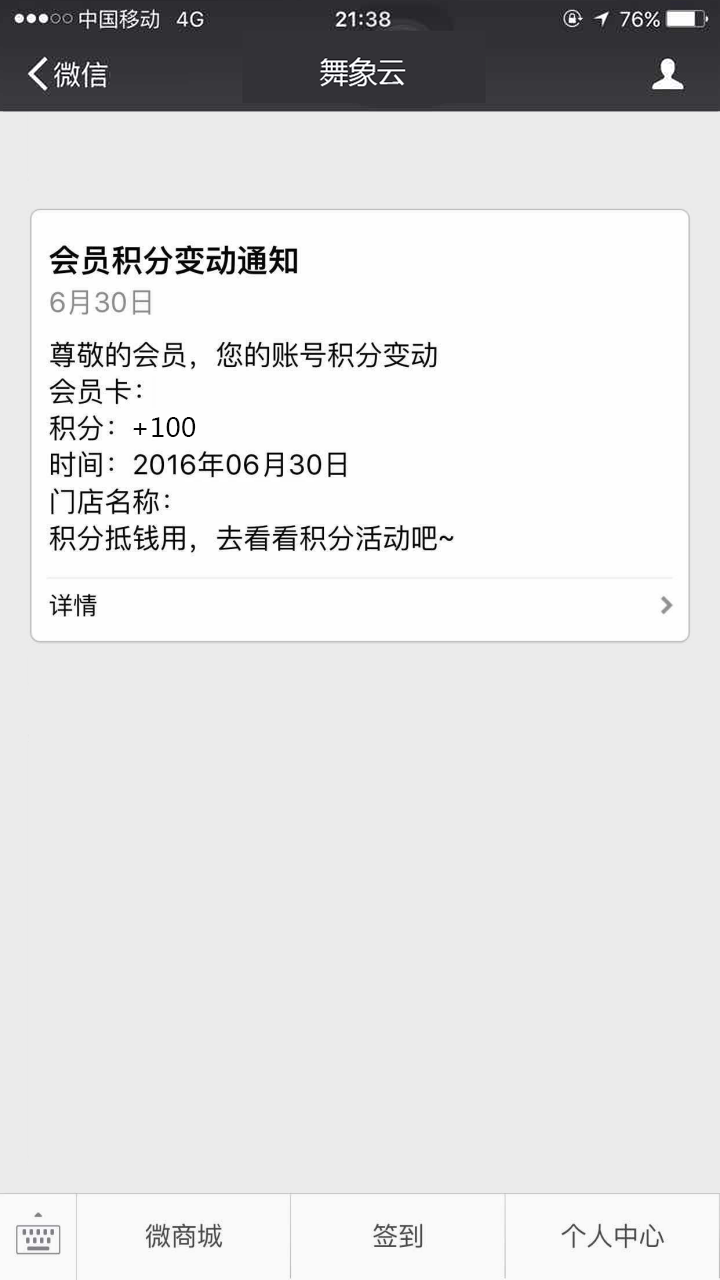 中国移动 4G 21:38 76%
微信 舞象云
会员积分变动通知
6月30日
尊敬的会员，您的账号积分变动
会员卡：
积分：+100
时间：2016年06月30日
门店名称：
积分抵钱用，去看看积分活动吧~
详情
微商城 签到 个人中心